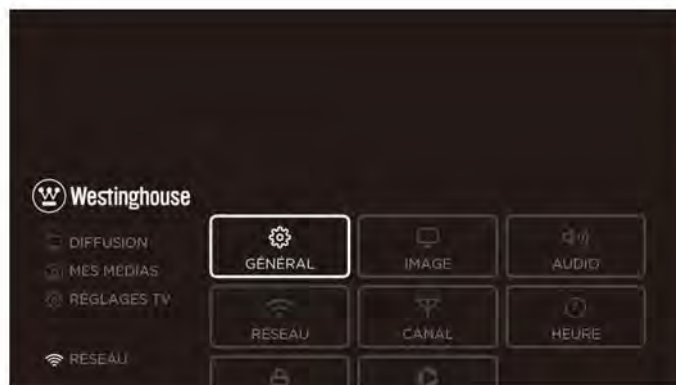 Westinghouse
DIFFUSION
MES MÉDIAS
RÉGLAGES TV
RÉSEAU
GÉNÉRAL
IMAGE
AUDIO
RÉSEAU
CANAL
HEURE